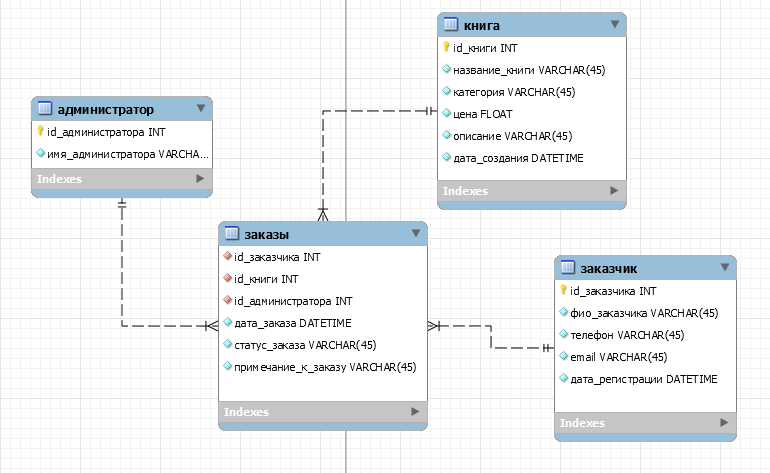 книга
id_книги INT
название_книги VARCHAR(45)
категория VARCHAR(45)
цена FLOAT
описание VARCHAR(45)
дата_создания DATETIME
Indexes
администратор
id_администратора INT
имя_администратора VARCHA...
Indexes
заказы
id_заказчика INT
id_книги INT
id_администратора INT
дата_заказа DATETIME
статус_заказа VARCHAR(45)
примечание_к_заказу VARCHAR(45)
Indexes
заказчик
id_заказчика INT
фио_заказчика VARCHAR(45)
телефон VARCHAR(45)
email VARCHAR(45)
дата_регистрации DATETIME
Indexes